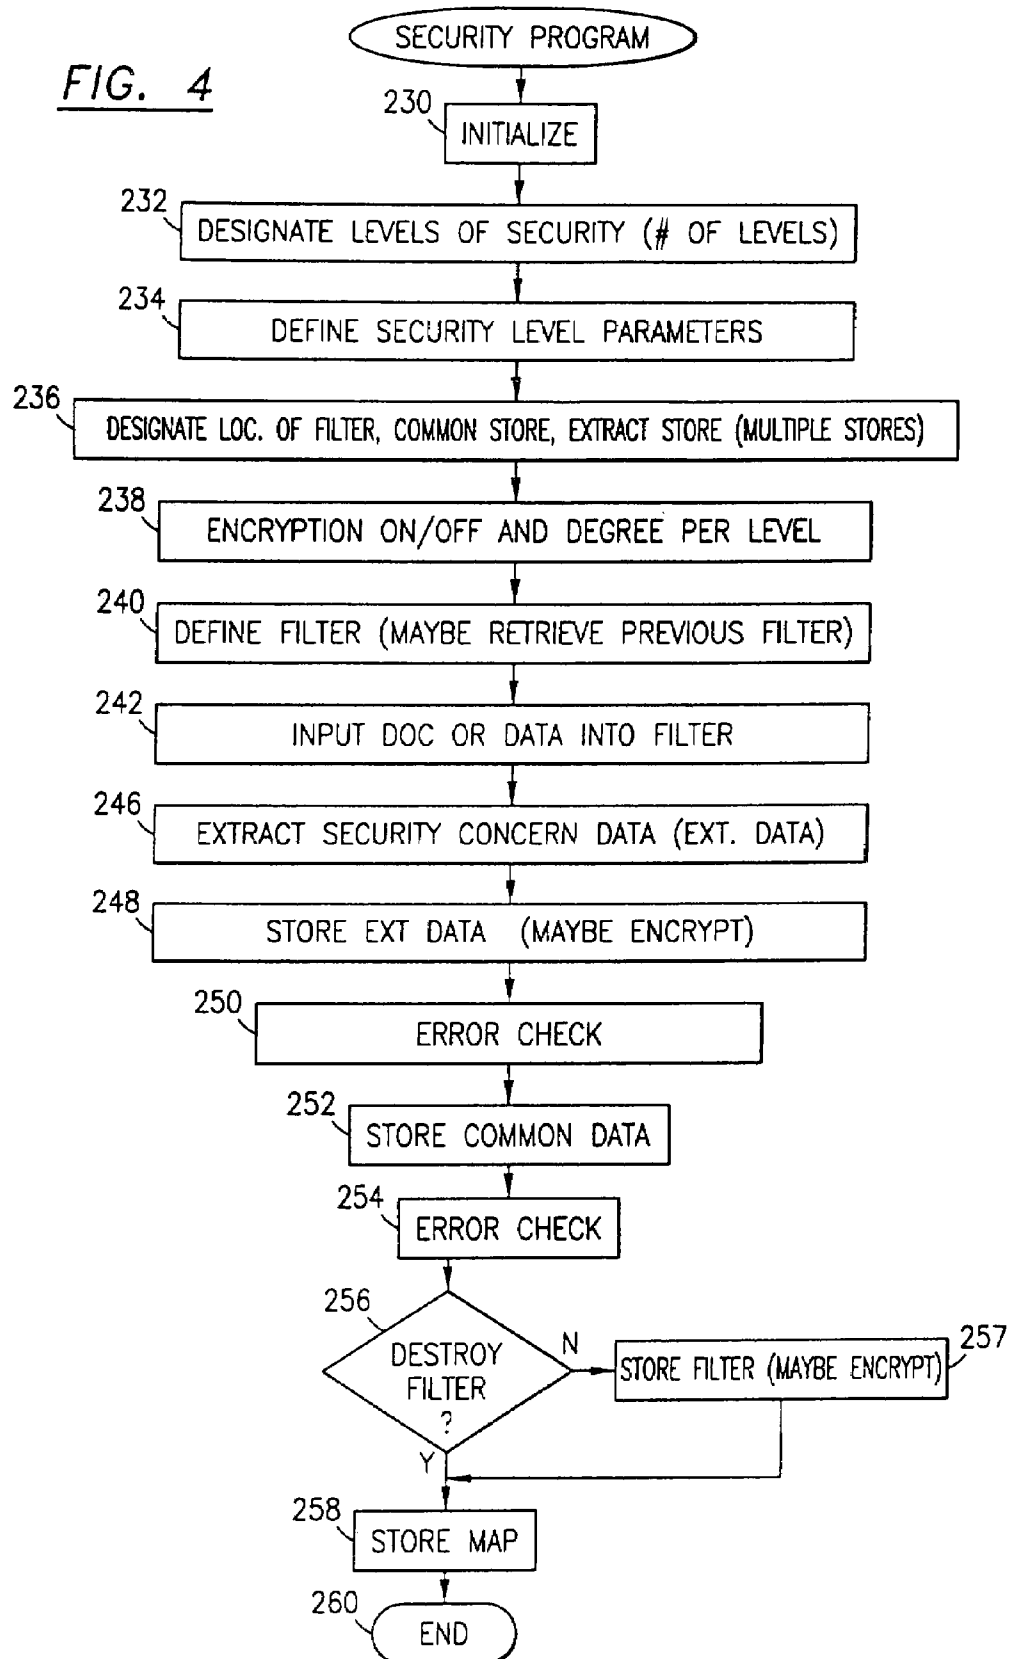 SECURITY PROGRAM
FIG. 4
230
INITIALIZE
232
DESIGNATE LEVELS OF SECURITY (# OF LEVELS)
234
DEFINE SECURITY LEVEL PARAMETERS
236
DESIGNATE LOC. OF FILTER, COMMON STORE, EXTRACT STORE (MULTIPLE STORES)
238
ENCRYPTION ON/OFF AND DEGREE PER LEVEL
240
DEFINE FILTER (MAYBE RETRIEVE PREVIOUS FILTER)
242
INPUT DOC OR DATA INTO FILTER
246
EXTRACT SECURITY CONCERN DATA (EXT. DATA)
248
STORE EXT DATA (MAYBE ENCRYPT)
250
ERROR CHECK
252
STORE COMMON DATA
254
ERROR CHECK
256
DESTROY
FILTER
?
N
257
STORE FILTER (MAYBE ENCRYPT)
Y
258
STORE MAP
260
END